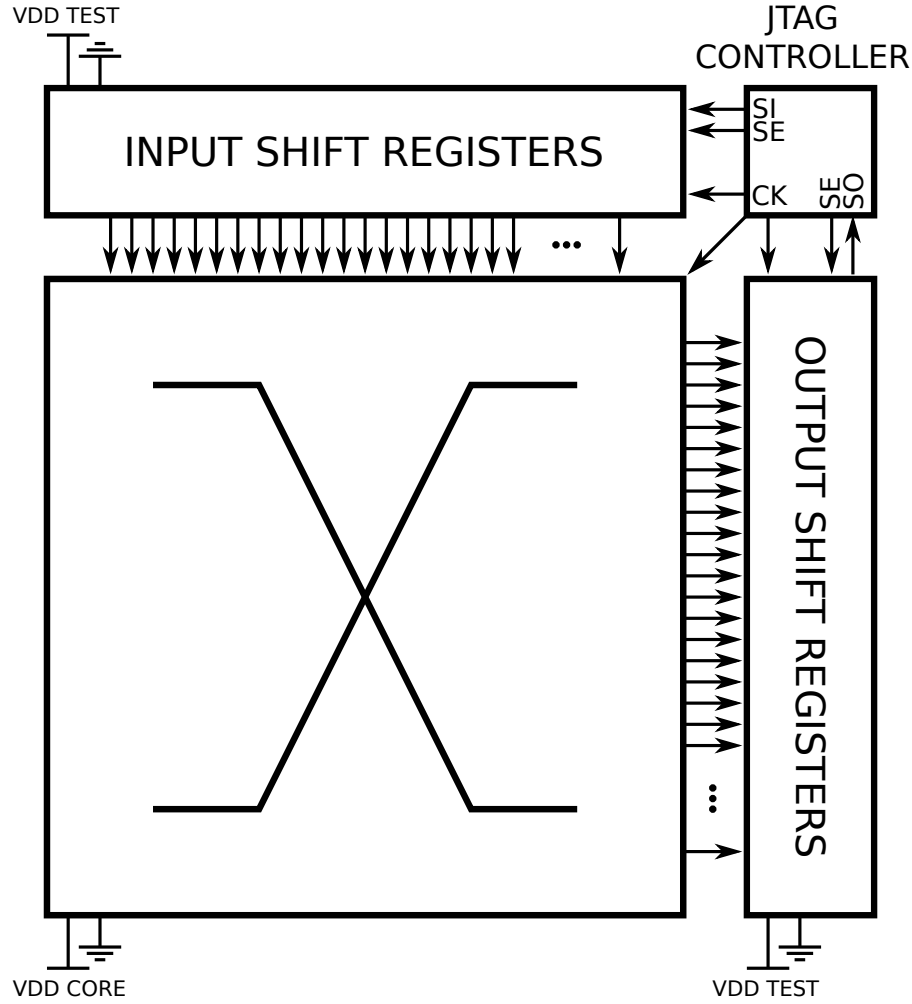 VDD TEST
JTAG
CONTROLLER
INPUT SHIFT REGISTERS
SI
SE
CK
SE
SO
...
OUTPUT SHIFT REGISTERS
...
VDD CORE
VDD TEST